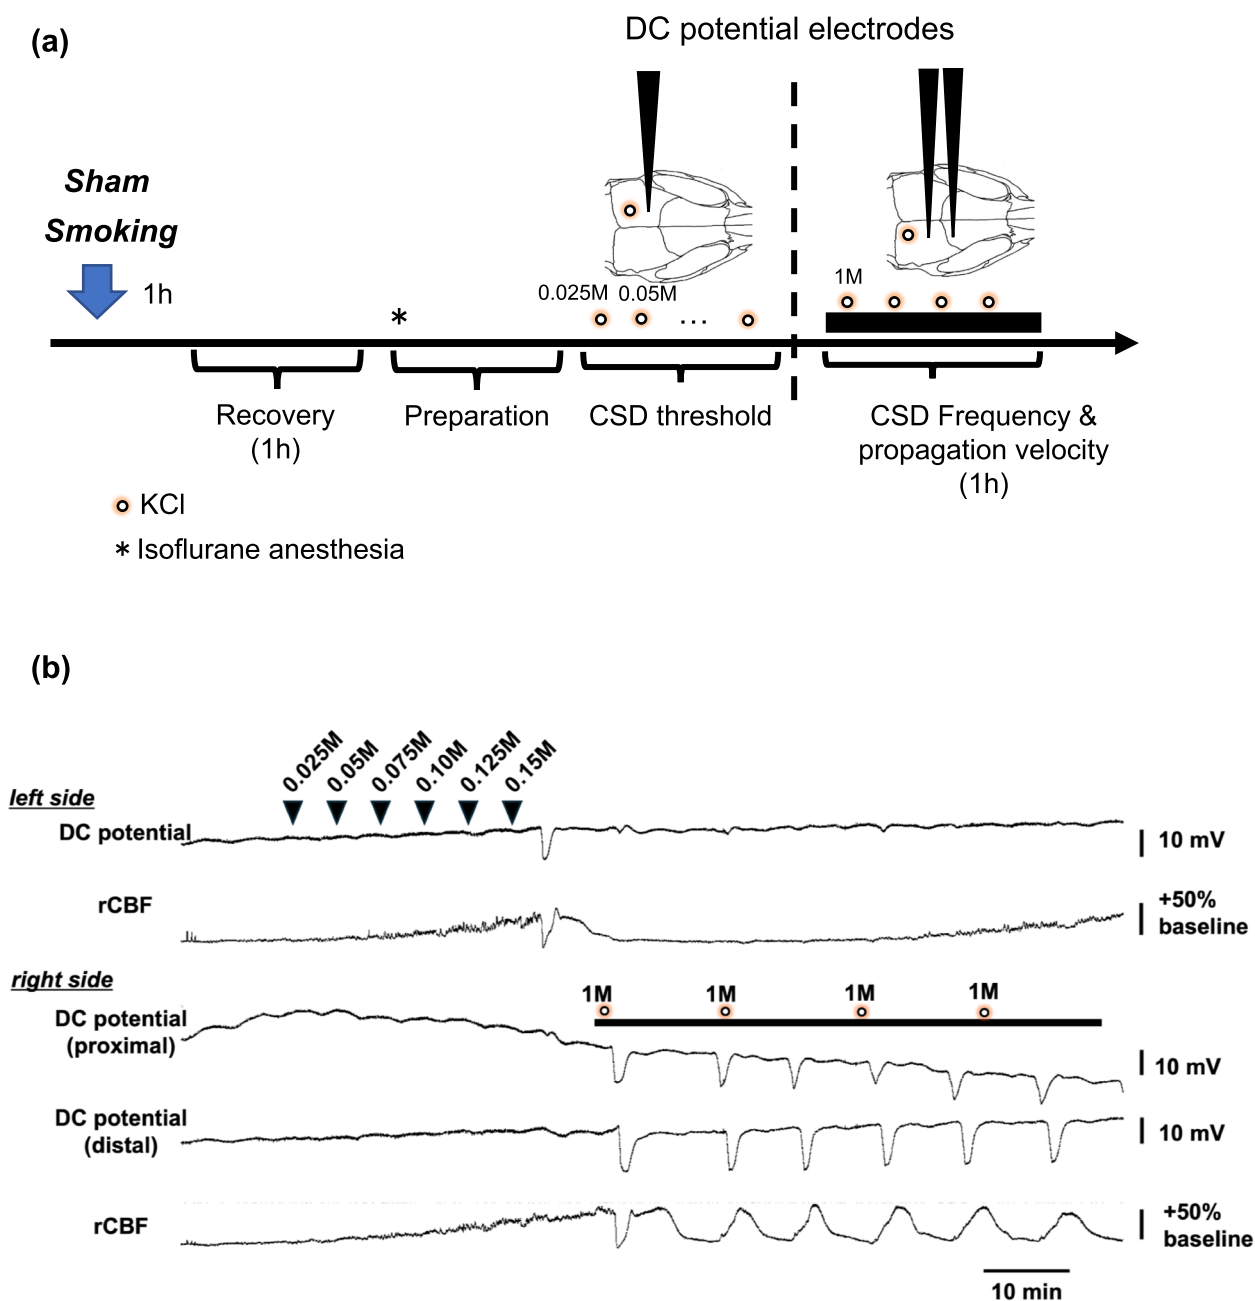 (a)
DC potential electrodes
Sham
Smoking
1h
0.025M 0.05M
1M
*
...
Recovery
(1h)
Preparation
CSD threshold
CSD Frequency &
propagation velocity
(1h)
KCl
* Isoflurane anesthesia
(b)
0.025M
0.05M
0.075M
0.10M
0.125M
0.15M
left side
DC potential
10 mV
rCBF
+50%
baseline
right side
1M 1M 1M 1M
DC potential
(proximal)
10 mV
DC potential
(distal)
10 mV
rCBF
+50%
baseline
10 min